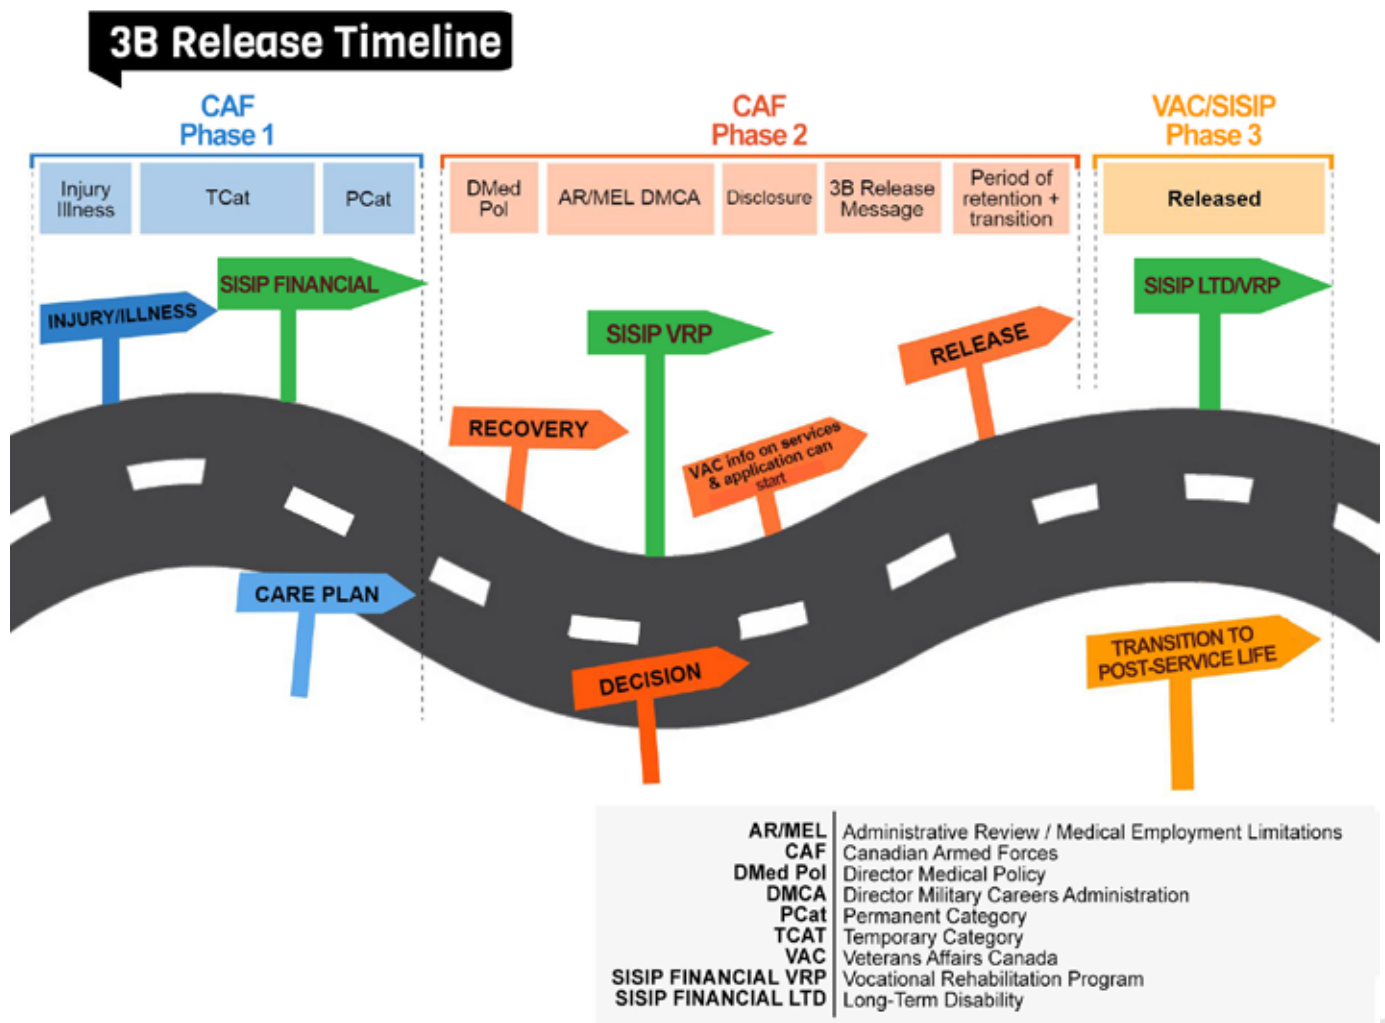 3B Release Timeline
CAF
Phase 1
CAF
Phase 2
VAC/SISIP
Phase 3
Injury
Illness
TCat
PCat
DMed
Pol
AR/MEL DMCA
Disclosure
3B Release
Message
Period of
retention +
transition
Released
INJURY/ILLNESS
SISIP FINANCIAL
SISIP VRP
RELEASE
SISIP LTD/VRP
RECOVERY
VAC info on services
& application can
start
CARE PLAN
DECISION
TRANSITION TO
POST-SERVICE LIFE
AR/MEL Administrative Review / Medical Employment Limitations
CAF Canadian Armed Forces
DMed Pol Director Medical Policy
DMCA Director Military Careers Administration
PCat Permanent Category
TCAT Temporary Category
VAC Veterans Affairs Canada
SISIP FINANCIAL VRP Vocational Rehabilitation Program
SISIP FINANCIAL LTD Long-Term Disability